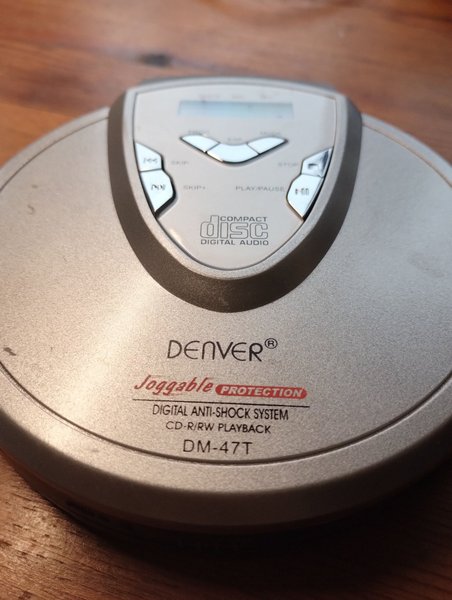 SKIP
STOP
SKIP+
PLAY/PAUSE
COMPACT
disc
DIGITAL AUDIO
DENVER®
Joggable PROTECTION
DIGITAL ANTI-SHOCK SYSTEM
CD-R/RW PLAYBACK
DM-47T